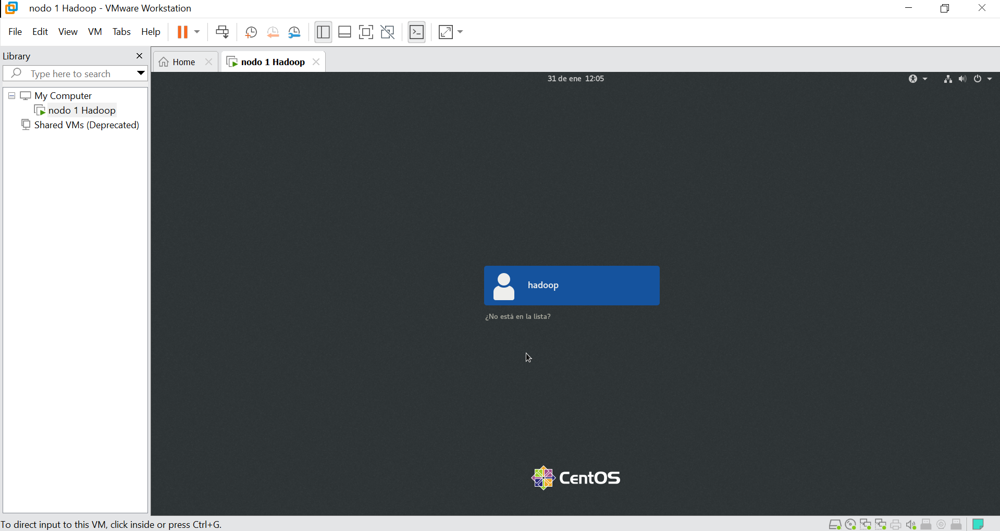 nodo 1 Hadoop - VMware Workstation
File Edit View VM Tabs Help
Library
Type here to search
My Computer
nodo 1 Hadoop
Shared VMs (Deprecated)
Home
nodo 1 Hadoop
31 de ene 12:05
hadoop
¿No está en la lista?
CentOS
To direct input to this VM, click inside or press Ctrl+G.